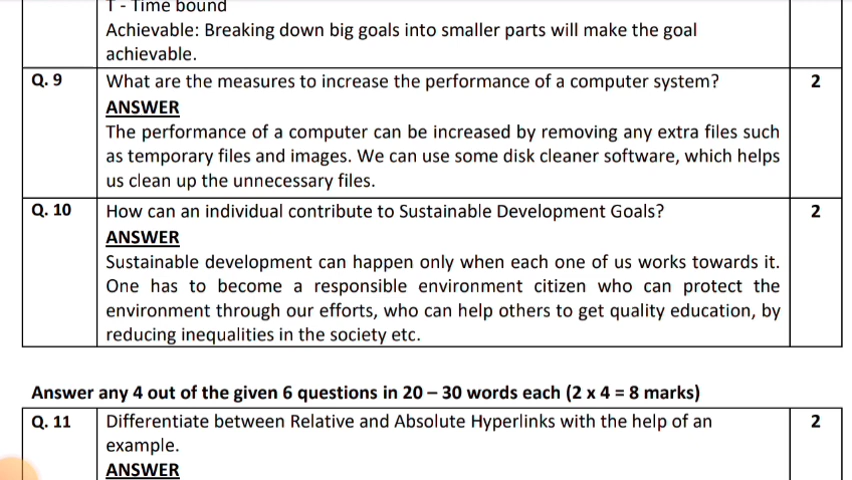 T - Time bound
Achievable: Breaking down big goals into smaller parts will make the goal
achievable.
Q. 9 What are the measures to increase the performance of a computer system? 2
ANSWER
The performance of a computer can be increased by removing any extra files such
as temporary files and images. We can use some disk cleaner software, which helps
us clean up the unnecessary files.
Q. 10 How can an individual contribute to Sustainable Development Goals? 2
ANSWER
Sustainable development can happen only when each one of us works towards it.
One has to become a responsible environment citizen who can protect the
environment through our efforts, who can help others to get quality education, by
reducing inequalities in the society etc.
Answer any 4 out of the given 6 questions in 20 – 30 words each (2 x 4 = 8 marks)
Q. 11 Differentiate between Relative and Absolute Hyperlinks with the help of an 2
example.
ANSWER